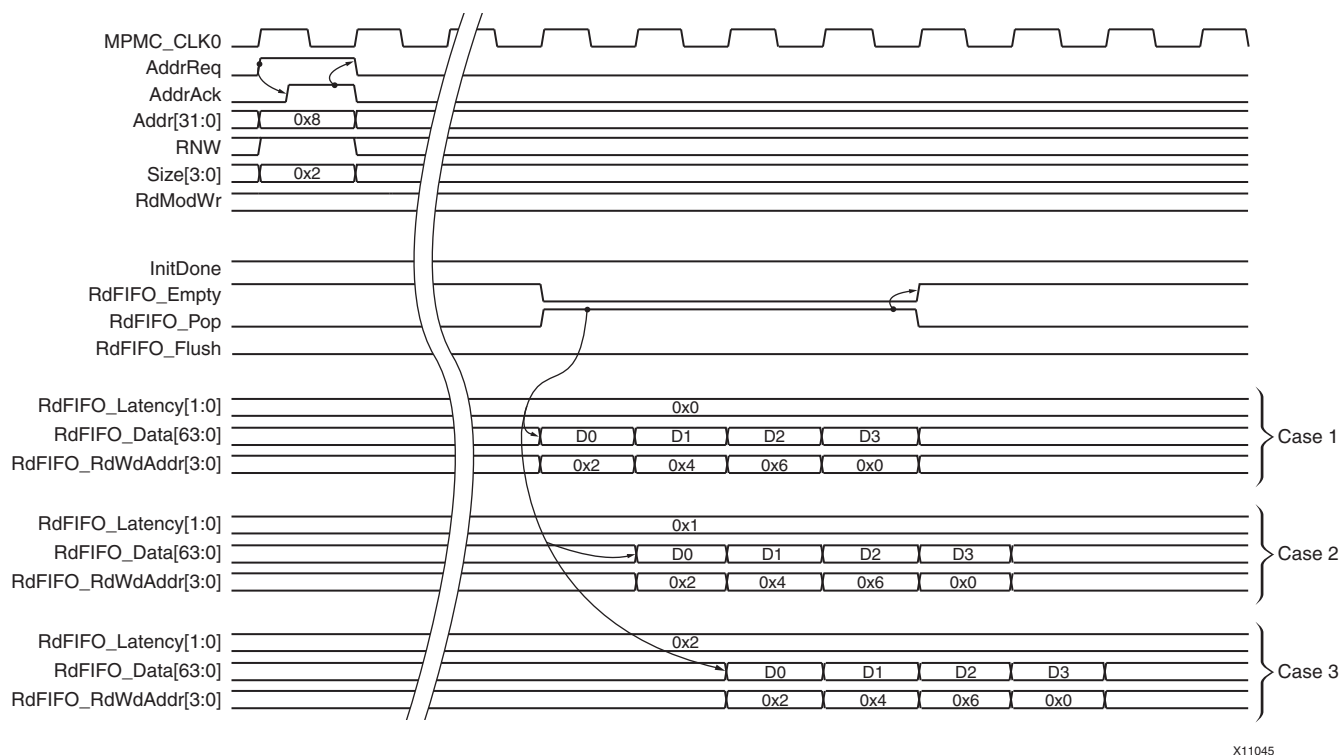 MPMC_CLK0
AddrReq
AddrAck
Addr[31:0] 0x8
RNW
Size[3:0] 0x2
RdModWr
InitDone
RdFIFO_Empty
RdFIFO_Pop
RdFIFO_Flush
RdFIFO_Latency[1:0] 0x0
RdFIFO_Data[63:0] D0 D1 D2 D3 Case 1
RdFIFO_RdWdAddr[3:0] 0x2 0x4 0x6 0x0
RdFIFO_Latency[1:0] 0x1
RdFIFO_Data[63:0] D0 D1 D2 D3 Case 2
RdFIFO_RdWdAddr[3:0] 0x2 0x4 0x6 0x0
RdFIFO_Latency[1:0] 0x2
RdFIFO_Data[63:0] D0 D1 D2 D3 Case 3
RdFIFO_RdWdAddr[3:0] 0x2 0x4 0x6 0x0
X11045